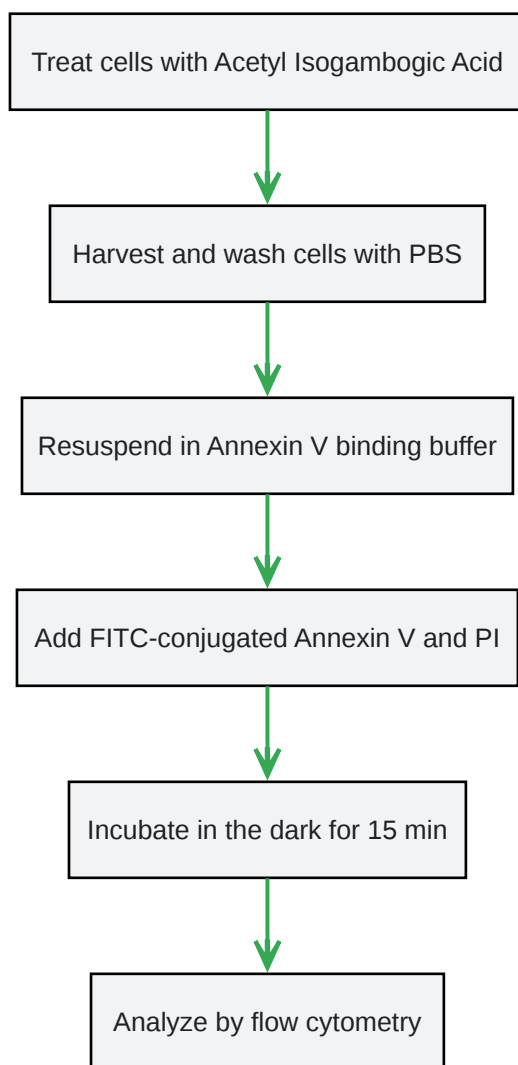 Treat cells with Acetyl Isogambogic Acid
Harvest and wash cells with PBS
Resuspend in Annexin V binding buffer
Add FITC-conjugated Annexin V and PI
Incubate in the dark for 15 min
Analyze by flow cytometry